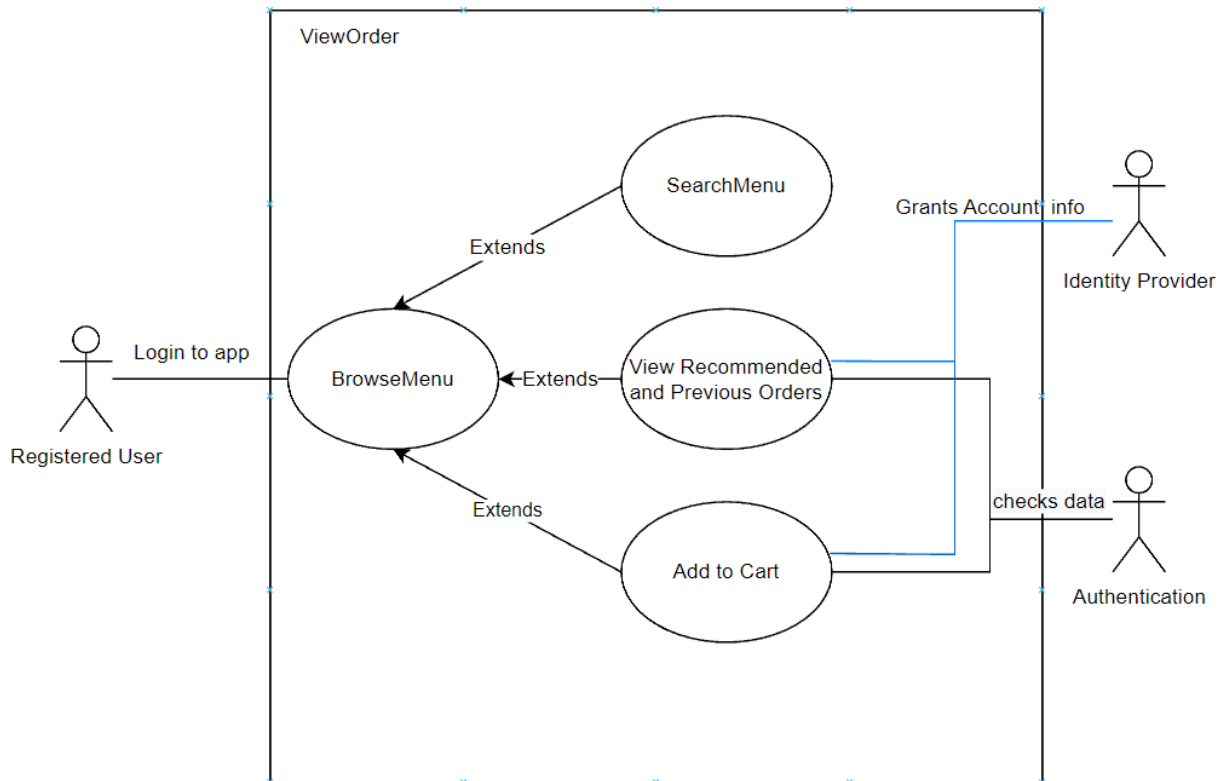 ViewOrder
SearchMenu
Grants Account info
Extends
Identity Provider
Login to app
BrowseMenu
Extends
View Recommended
and Previous Orders
Registered User
checks data
Extends
Add to Cart
Authentication